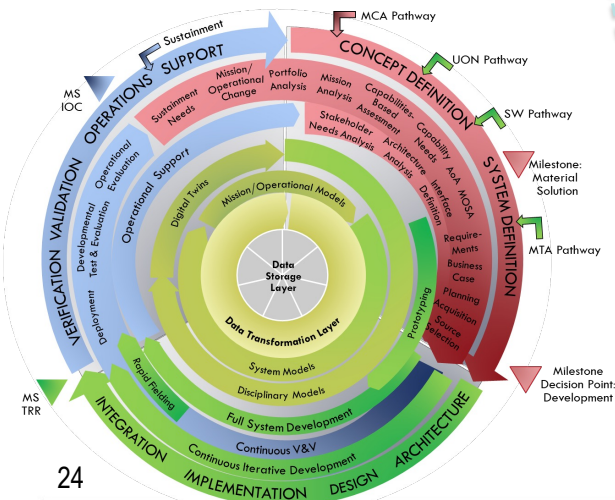 MCA Pathway
Sustainment
UON Pathway
SW Pathway
Milestone:
Material
Solution
MTA Pathway
Milestone
Decision Point:
Development
MS
IOC
MS
TRR
OPERATIONS SUPPORT
CONCEPT DEFINITION
SYSTEM DEFINITION
VERIFICATION VALIDATION
INTEGRATION
IMPLEMENTATION
DESIGN
ARCHITECTURE
Sustainment
Needs
Mission/
Operational
Change
Portfolio
Analysis
Mission
Analysis
Capabilities-
Based
Assessment
Capability
Needs
AoA
MOSA
Stakeholder
Needs Analysis
Architecture
Analysis
Interface
Definition
Require-
Ments
Business
Case
Planning
Acquisition
Source
Selection
Operational
Evaluation
Developmental
Test & Evaluation
Deployment
Operational Support
Digital Twins
Mission/Operational Models
Prototyping
Data
Storage
Layer
Data Transformation Layer
System Models
Disciplinary Models
Rapid Fielding
Full System Development
Continuous V&V
Continuous Iterative Development
24